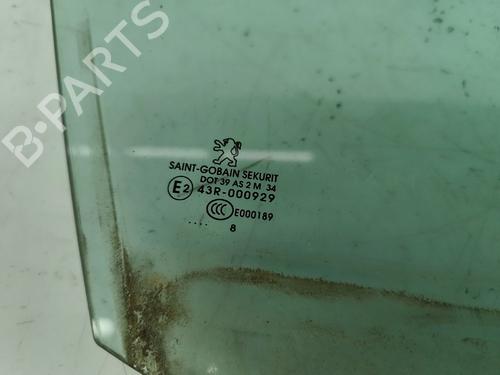 B-PARTS
SAINT-GOBAIN SEKURIT
DOT 39 AS 2 M 34
E2 43R-000929
CCC E000189
.... 8